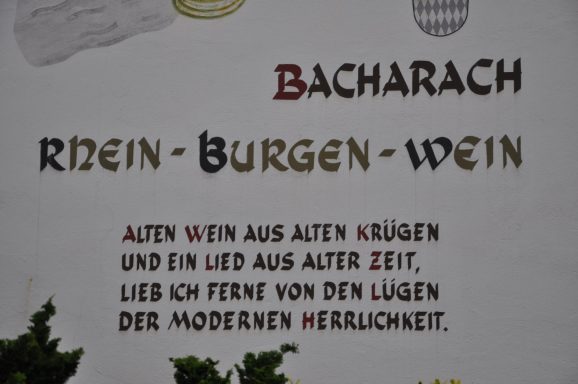 BACHARACH
RHEIN-BURGEN-WEIN
ALTEN WEIN AUS ALTEN KRÜGEN
UND EIN LIED AUS ALTER ZEIT,
LIEB ICH FERNE VON DEN LÜGEN
DER MODERNEN HERRLICHKEIT.